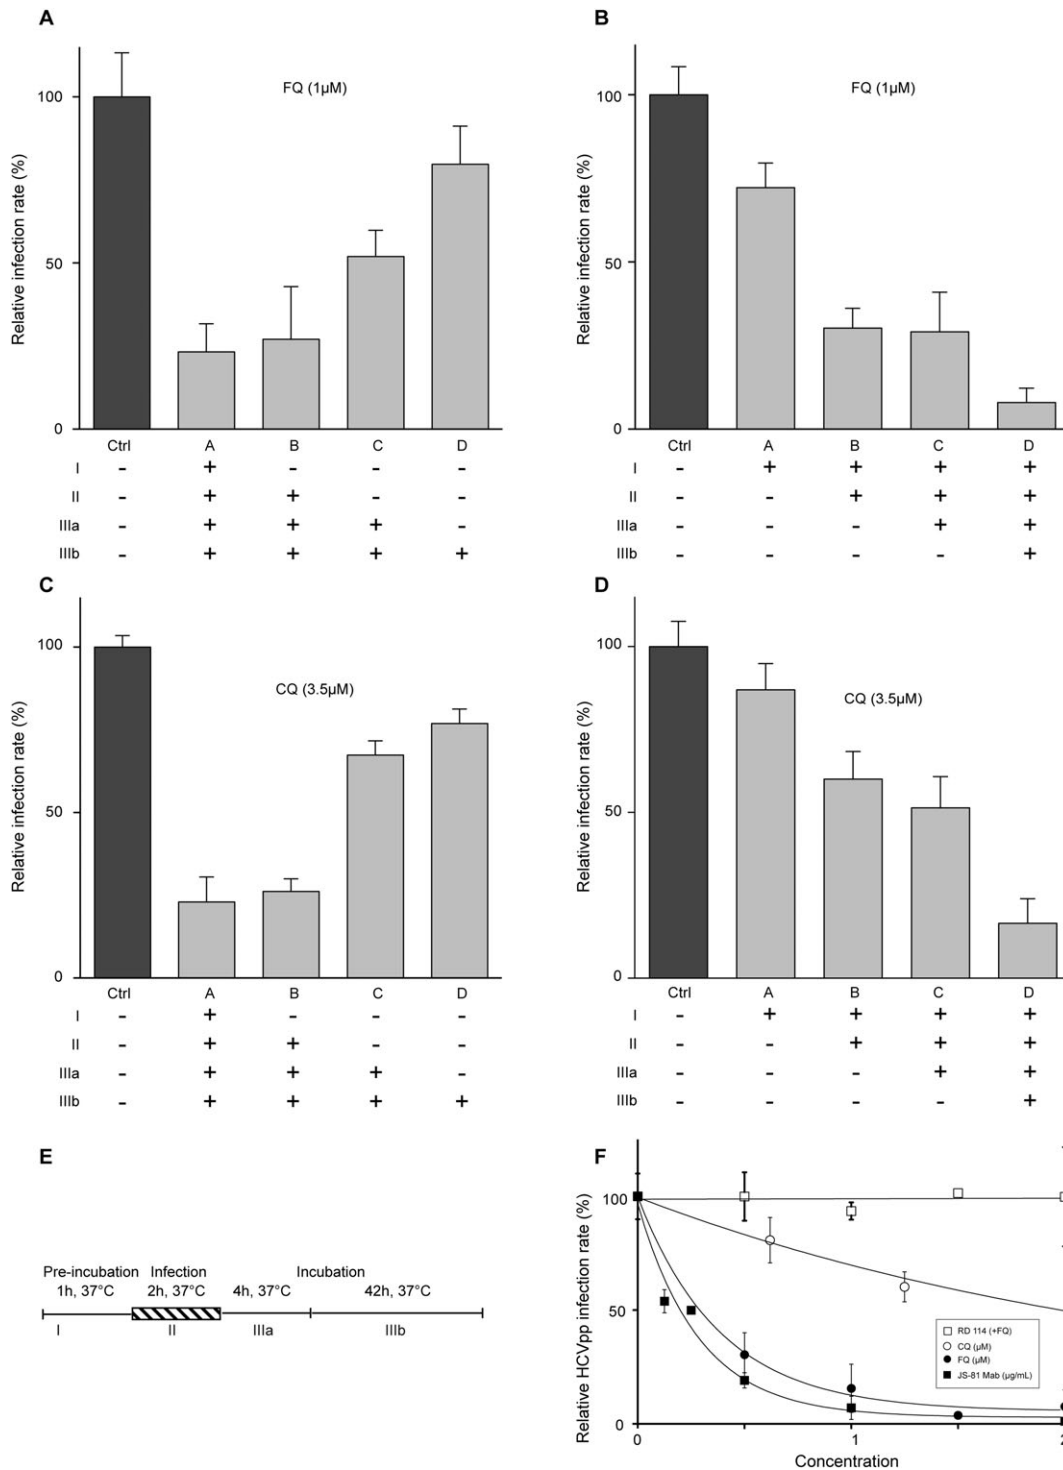 A
FQ (1µM)
Relative infection rate (%)
100
50
0
Ctrl A B C D
I - + - - -
II - + + - -
IIIa - + + + -
IIIb - + + + +
B
FQ (1µM)
Relative infection rate (%)
100
50
0
Ctrl A B C D
I - + + + +
II - - + + +
IIIa - - - + +
IIIb - - - - +
C
CQ (3.5µM)
Relative infection rate (%)
100
50
0
Ctrl A B C D
I - + - - -
II - + + - -
IIIa - + + + -
IIIb - + + + +
D
CQ (3.5µM)
Relative infection rate (%)
100
50
0
Ctrl A B C D
I - + + + +
II - - + + +
IIIa - - - + +
IIIb - - - - +
E
Pre-incubation Infection Incubation
1h, 37°C 2h, 37°C 4h, 37°C 42h, 37°C
I II IIIa IIIb
F
Relative HCVpp infection rate (%)
100
50
0
RD 114 (+FQ)
CQ (µM)
FQ (µM)
JS-81 Mab (µg/mL)
0 1 2
Concentration